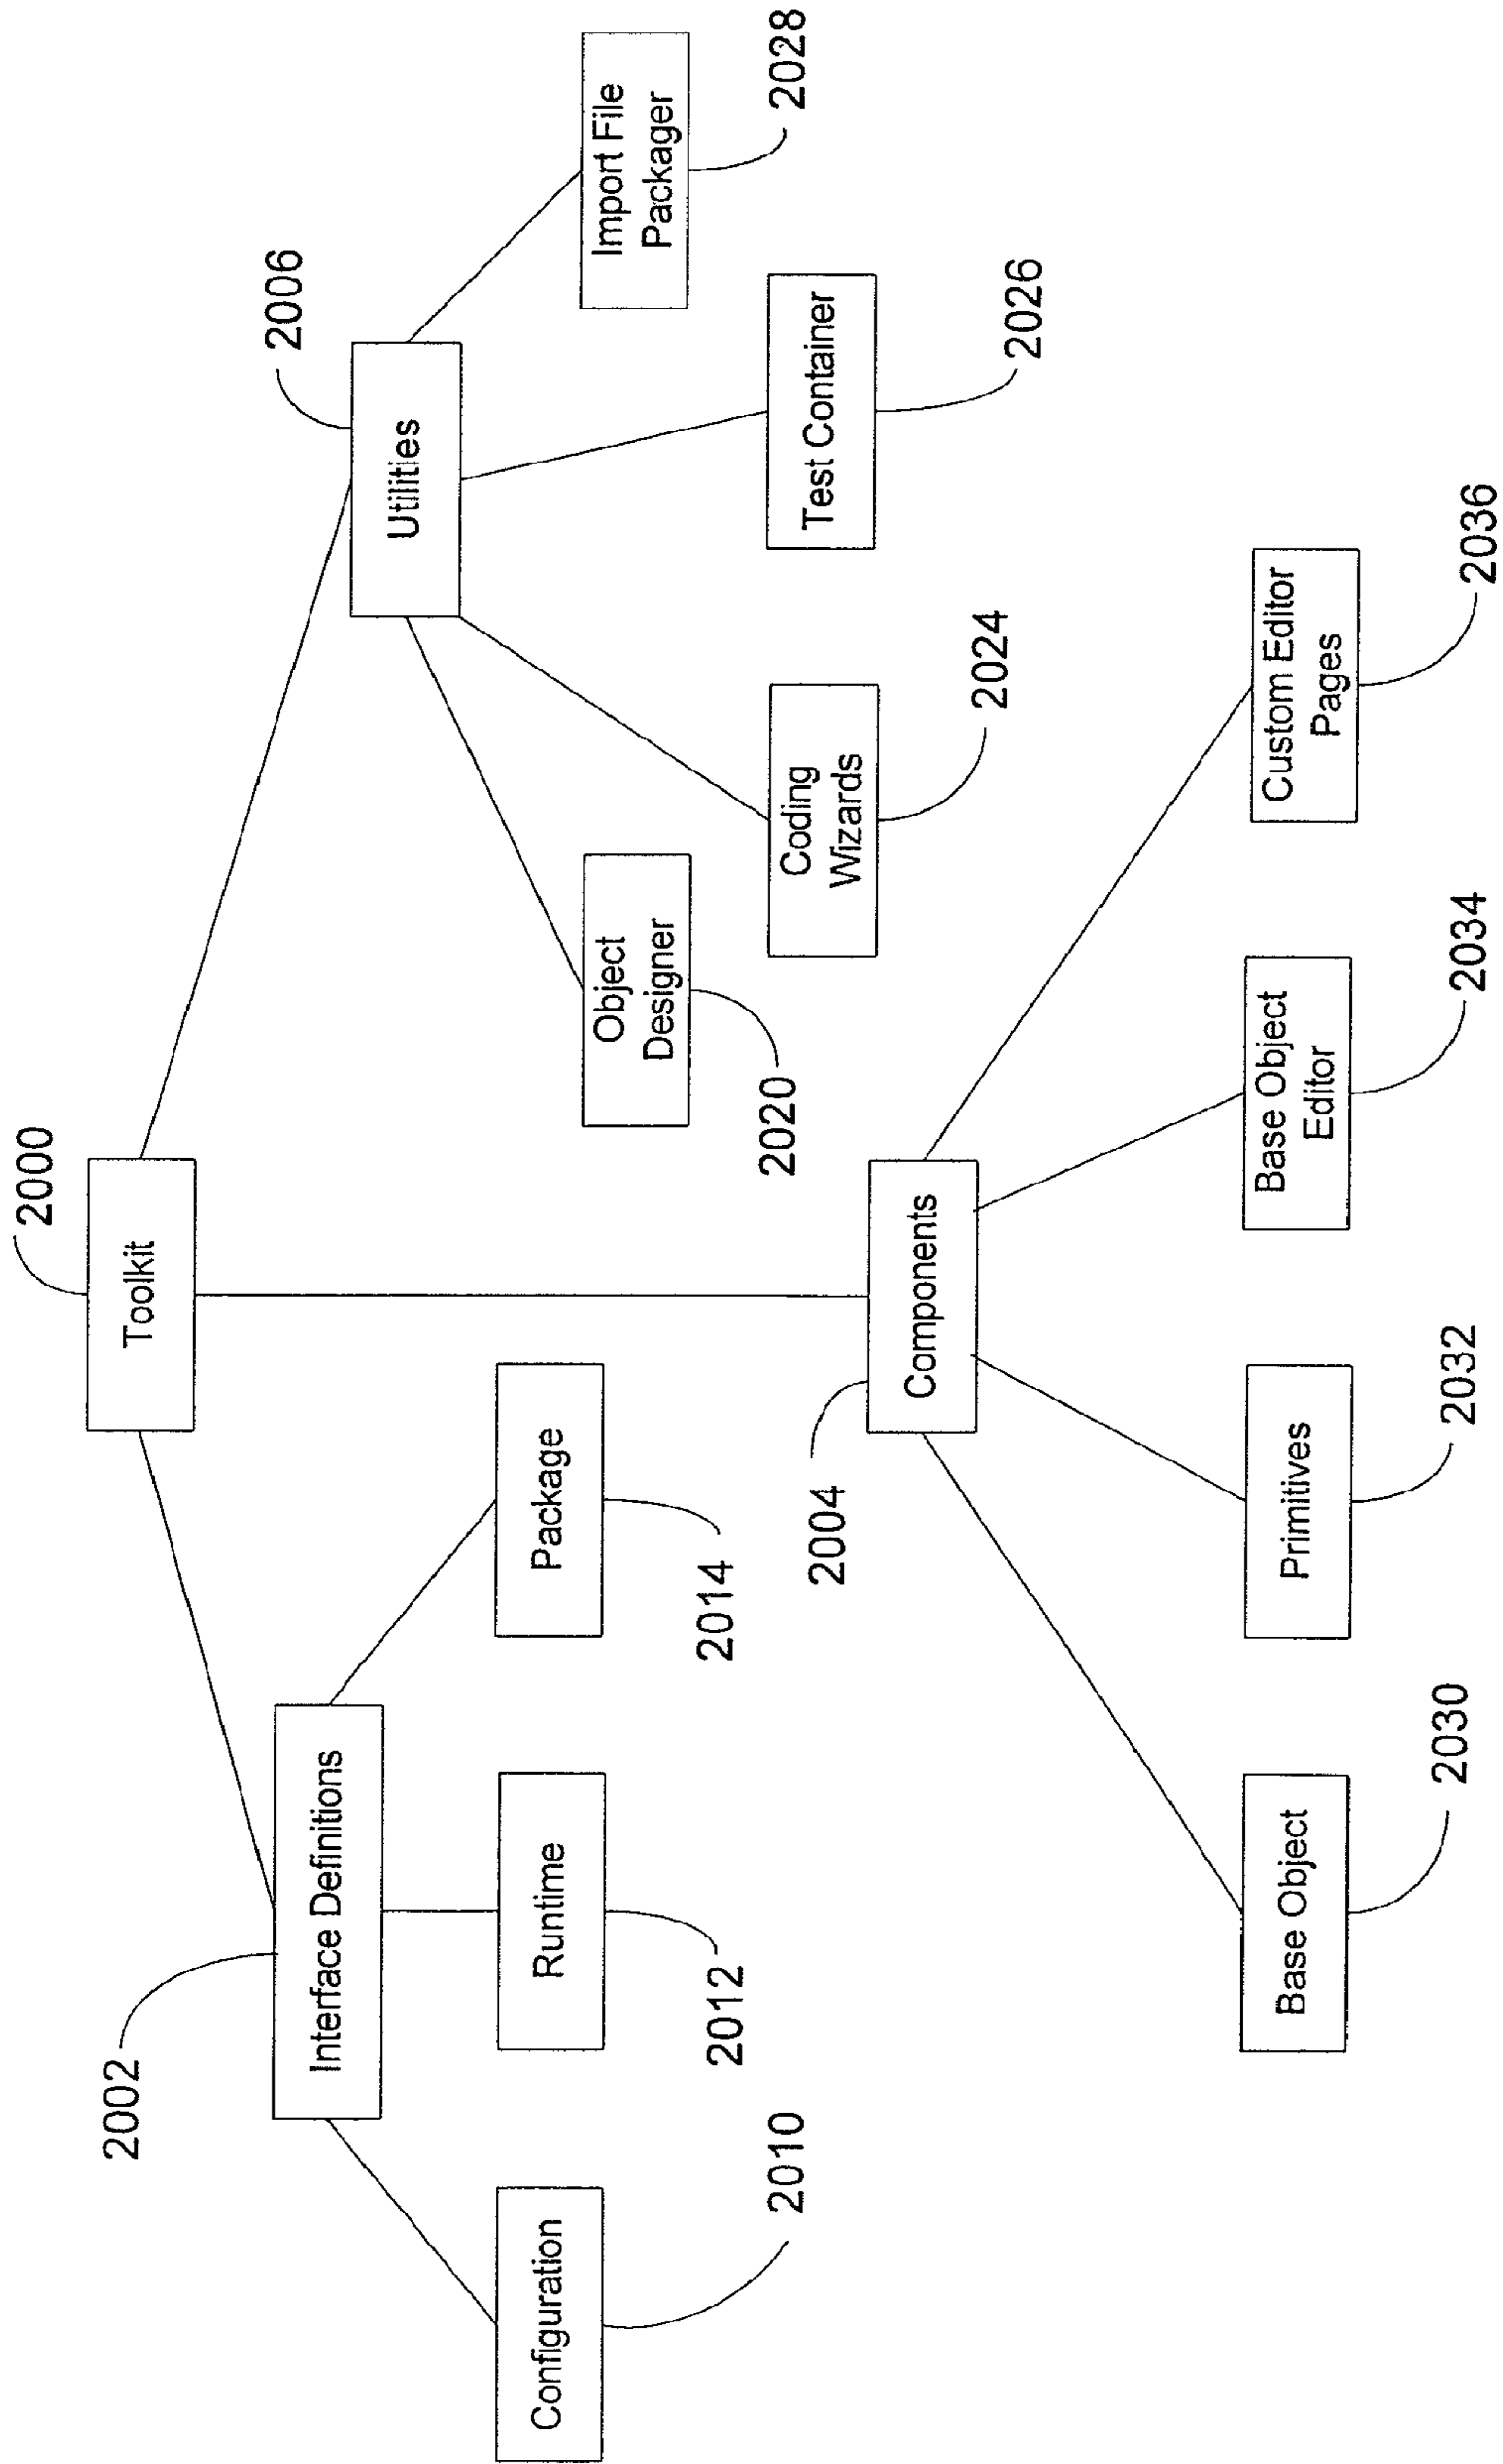 2000
Toolkit
2002
Interface Definitions
2006
Utilities
Configuration
2010
Runtime
2012
Package
2014
Object
Designer
2020
Import File
Packager
2028
Coding
Wizards
2024
Test Container
2026
2004
Components
Base Object
2030
Primitives
2032
Base Object
Editor
2034
Custom Editor
Pages
2036